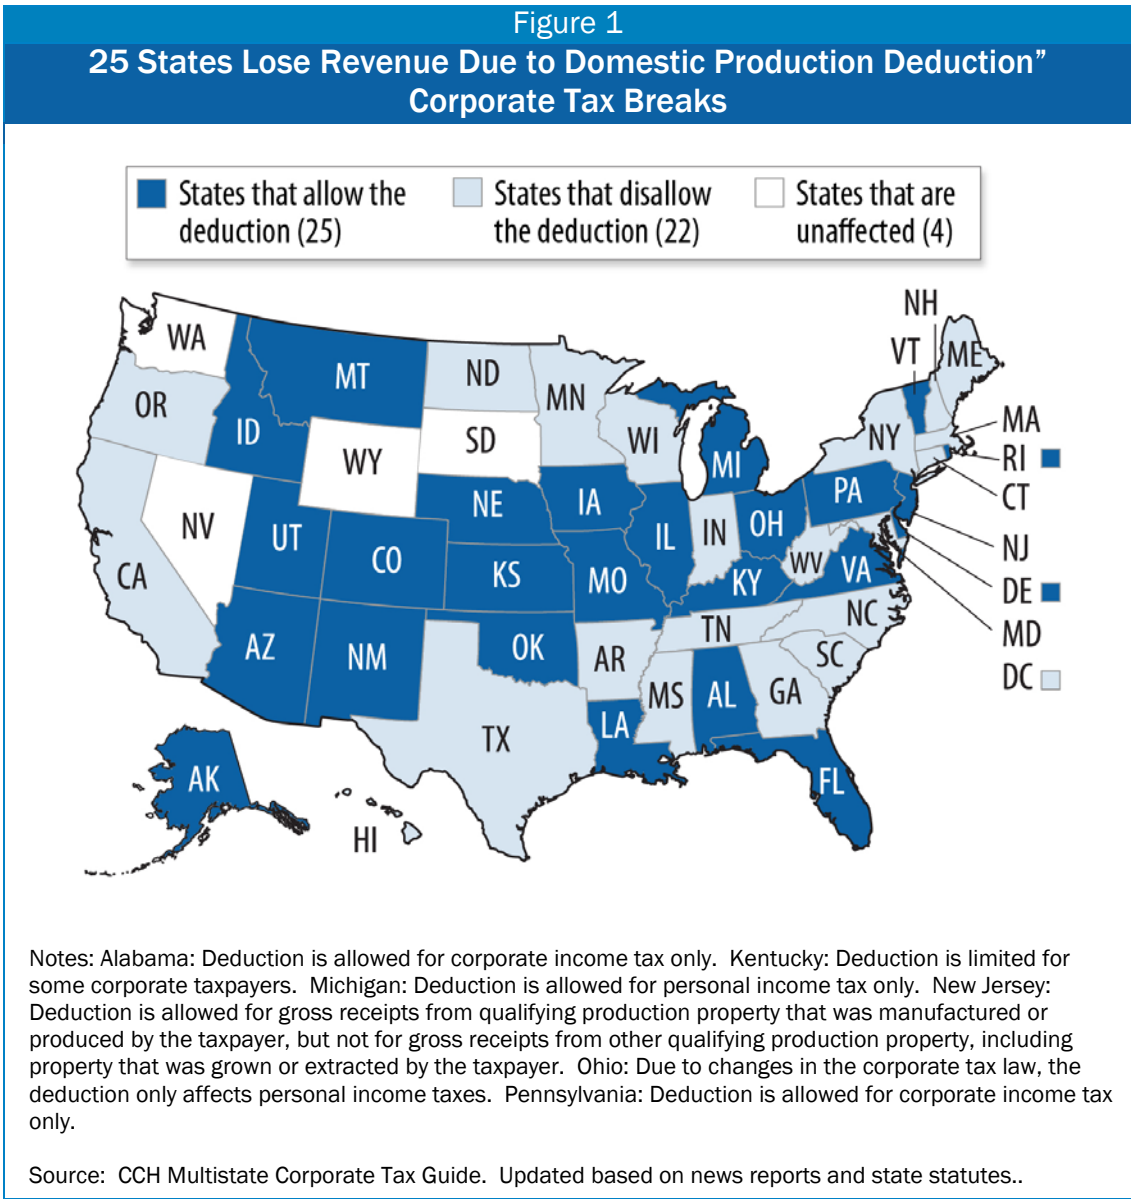 Figure 1
25 States Lose Revenue Due to Domestic Production Deduction”
Corporate Tax Breaks
States that allow the
deduction (25)
States that disallow
the deduction (22)
States that are
unaffected (4)
NH
WA
VT
ME
MT
ND
OR
MN
MA
ID
SD
WI
NY
RI
WY
MI
CT
NE
IA
PA
NV
UT
IL
IN
OH
NJ
CO
CA
KS
MO
WV
VA
KY
DE
NC
TN
MD
AZ
NM
OK
AR
SC
DC
MS
AL
GA
TX
LA
AK
FL
HI
Notes: Alabama: Deduction is allowed for corporate income tax only.  Kentucky: Deduction is limited for
some corporate taxpayers.  Michigan: Deduction is allowed for personal income tax only.  New Jersey:
Deduction is allowed for gross receipts from qualifying production property that was manufactured or
produced by the taxpayer, but not for gross receipts from other qualifying production property, including
property that was grown or extracted by the taxpayer.  Ohio: Due to changes in the corporate tax law, the
deduction only affects personal income taxes.  Pennsylvania: Deduction is allowed for corporate income tax
only.
Source:  CCH Multistate Corporate Tax Guide.  Updated based on news reports and state statutes..